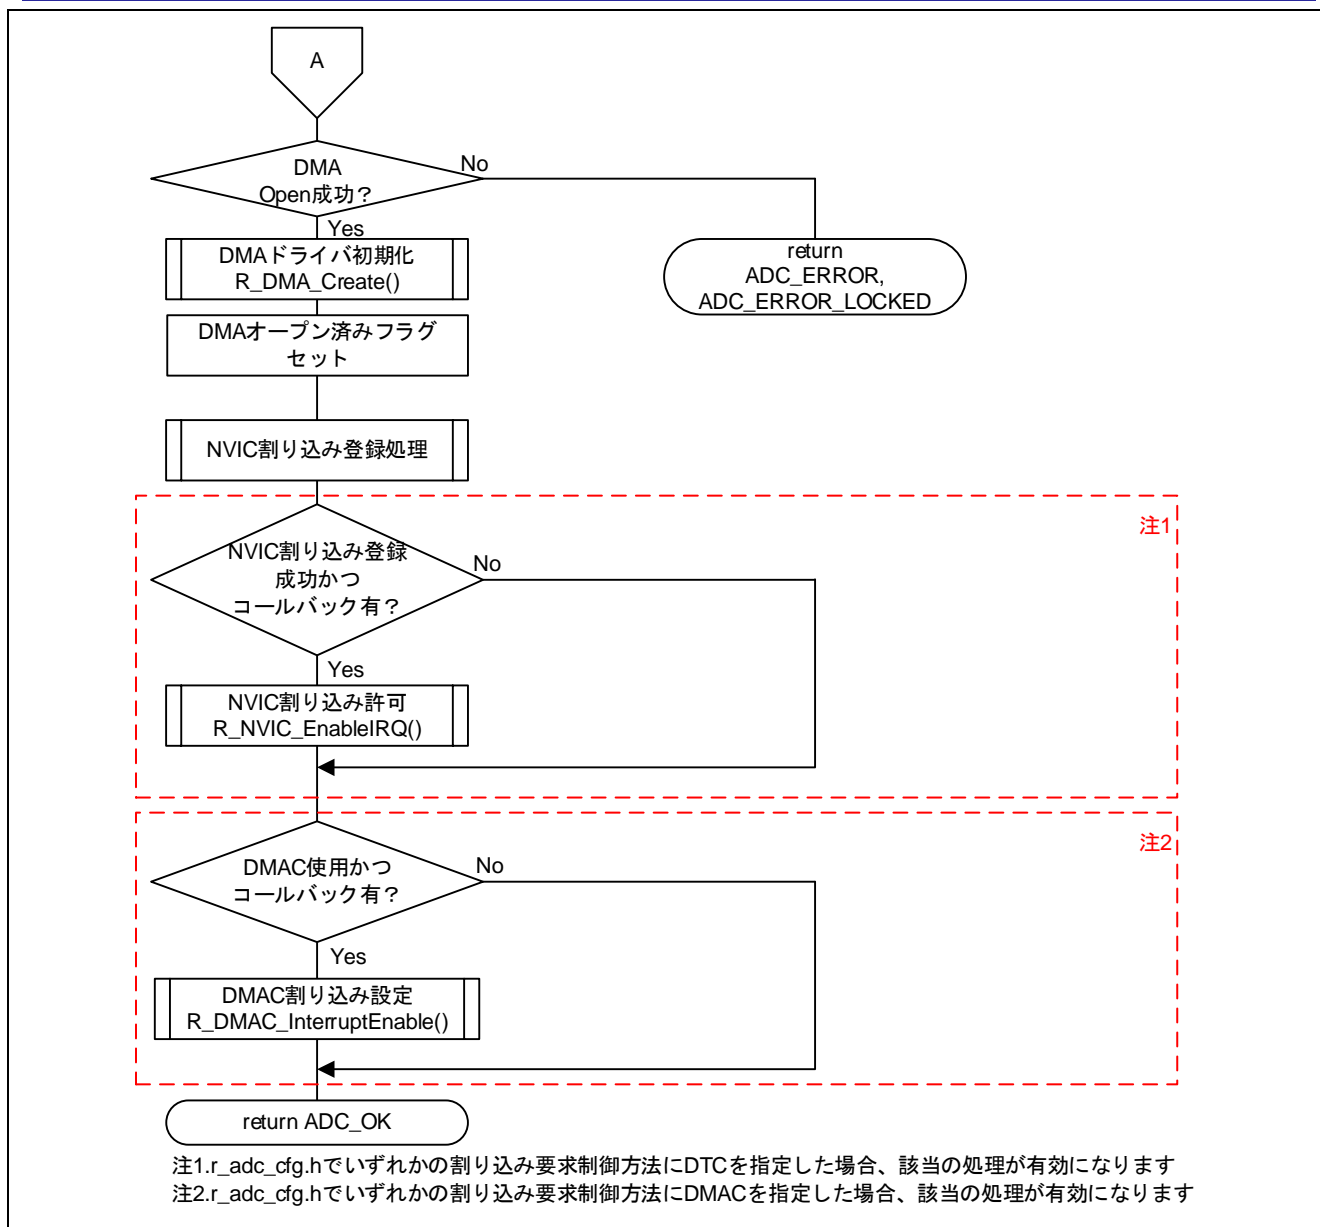 A
DMA
Open成功？
No
Yes
DMAドライバ初期化
R_DMA_Create()
return
ADC_ERROR,
ADC_ERROR_LOCKED
DMAオープン済みフラグ
セット
NVIC割り込み登録処理
注1
NVIC割り込み登録
成功かつ
コールバック有？
No
Yes
NVIC割り込み許可
R_NVIC_EnableIRQ()
注2
DMAC使用かつ
コールバック有？
No
Yes
DMAC割り込み設定
R_DMAC_InterruptEnable()
return ADC_OK
注1.r_adc_cfg.hでいずれかの割り込み要求制御方法にDTCを指定した場合、該当の処理が有効になります
注2.r_adc_cfg.hでいずれかの割り込み要求制御方法にDMACを指定した場合、該当の処理が有効になります